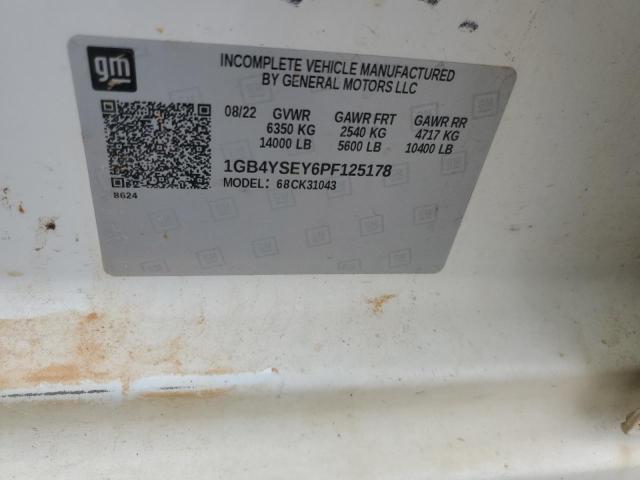 gm
INCOMPLETE VEHICLE MANUFACTURED
BY GENERAL MOTORS LLC
08/22 GVWR GAWR FRT GAWR RR
6350 KG 2540 KG 4717 KG
14000 LB 5600 LB 10400 LB
1GB4YSEY6PF125178
MODEL: 68CK31043
8624